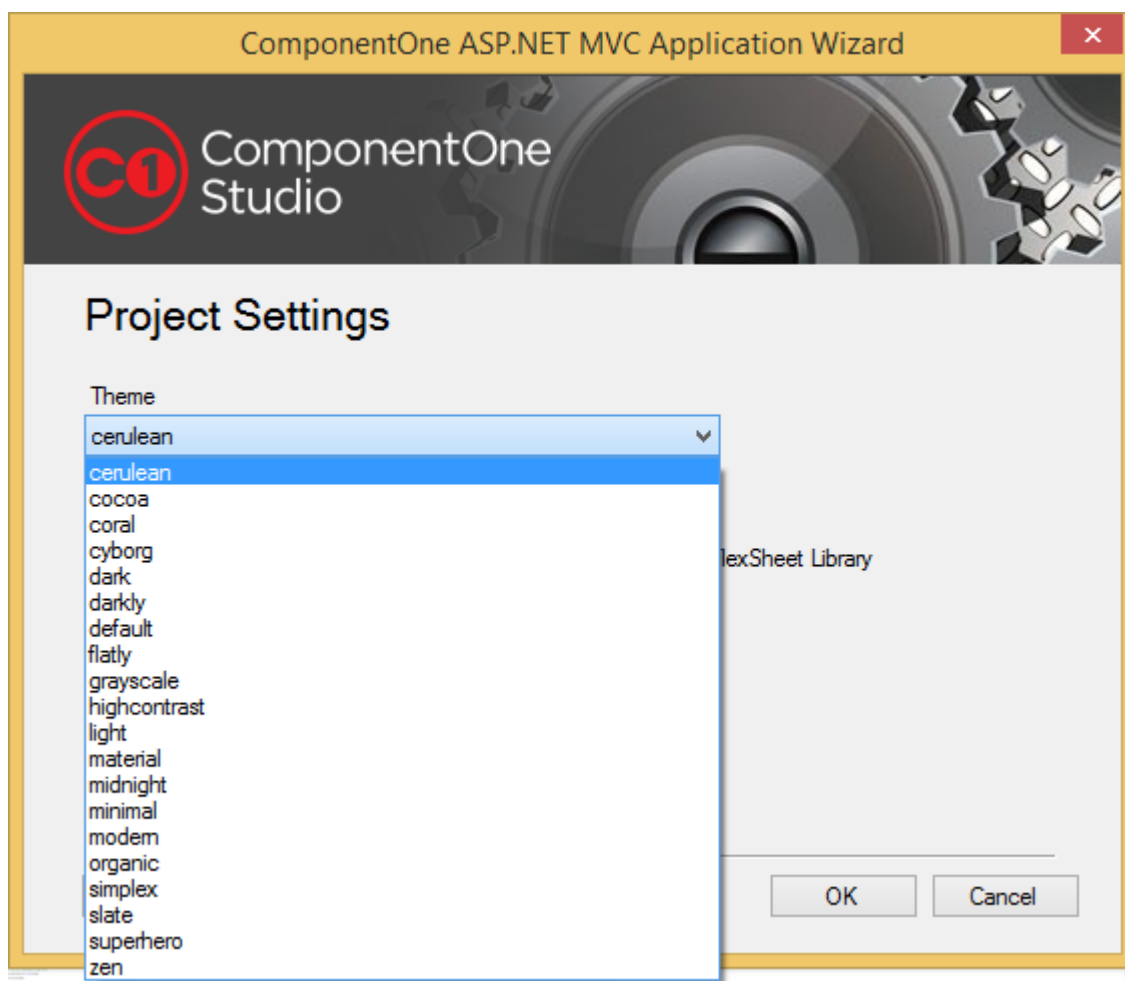 ComponentOne ASP.NET MVC Application Wizard
C1
ComponentOne
Studio
Project Settings
Theme
cerulean
cerulean
cocoa
coral
cyborg
dark
lexSheet Library
darkly
default
flatly
grayscale
highcontrast
light
material
midnight
minimal
modern
organic
simplex
OK Cancel
slate
superhero
zen